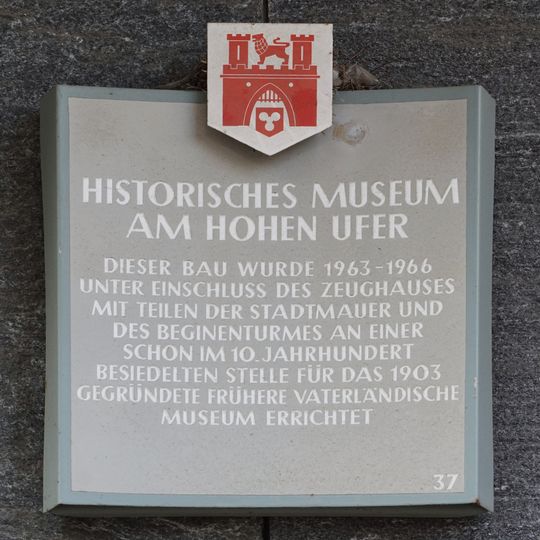 HISTORISCHES MUSEUM
AM HOHEN UFER
DIESER BAU WURDE 1963-1966
UNTER EINSCHLUSS DES ZEUGHAUSES
MIT TEILEN DER STADTMAUER UND
DES BEGINENTURMES AN EINER
SCHON IM 10. JAHRHUNDERT
BESIEDELTEN STELLE FÜR DAS 1903
GEGRÜNDETE FRÜHERE VATERLÄNDISCHE
MUSEUM ERRICHTET
37